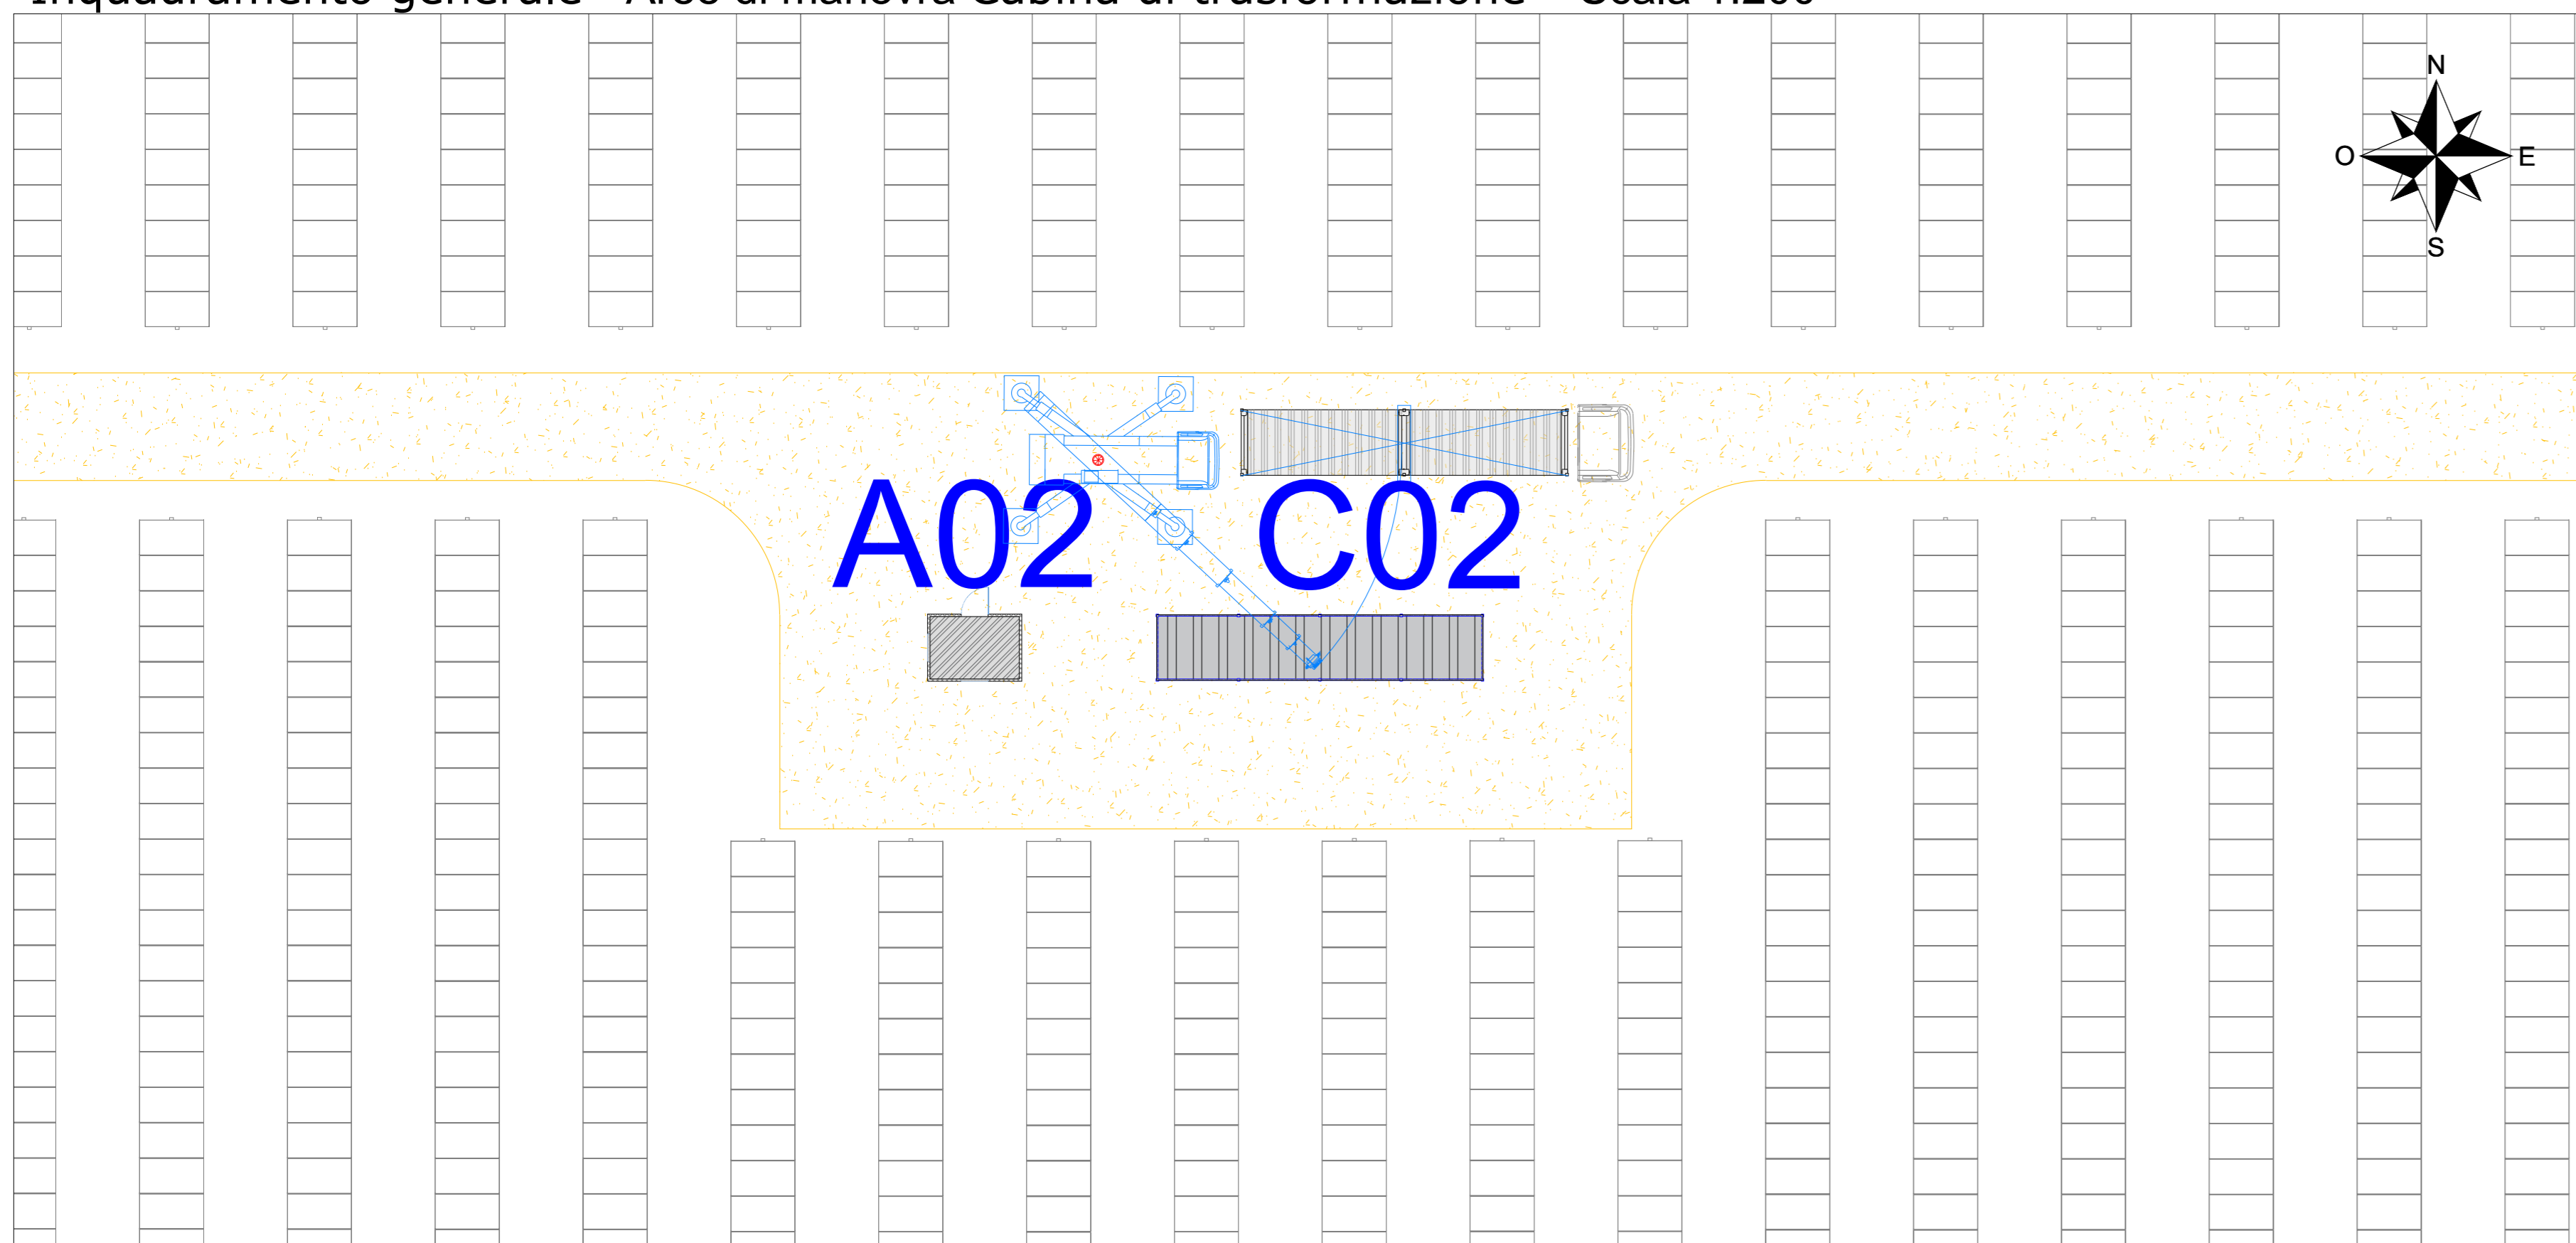 Inquadramento generale - Area di manovra Cabina di trasformazione - Scala 1:200
N
O
E
S
A02
C02